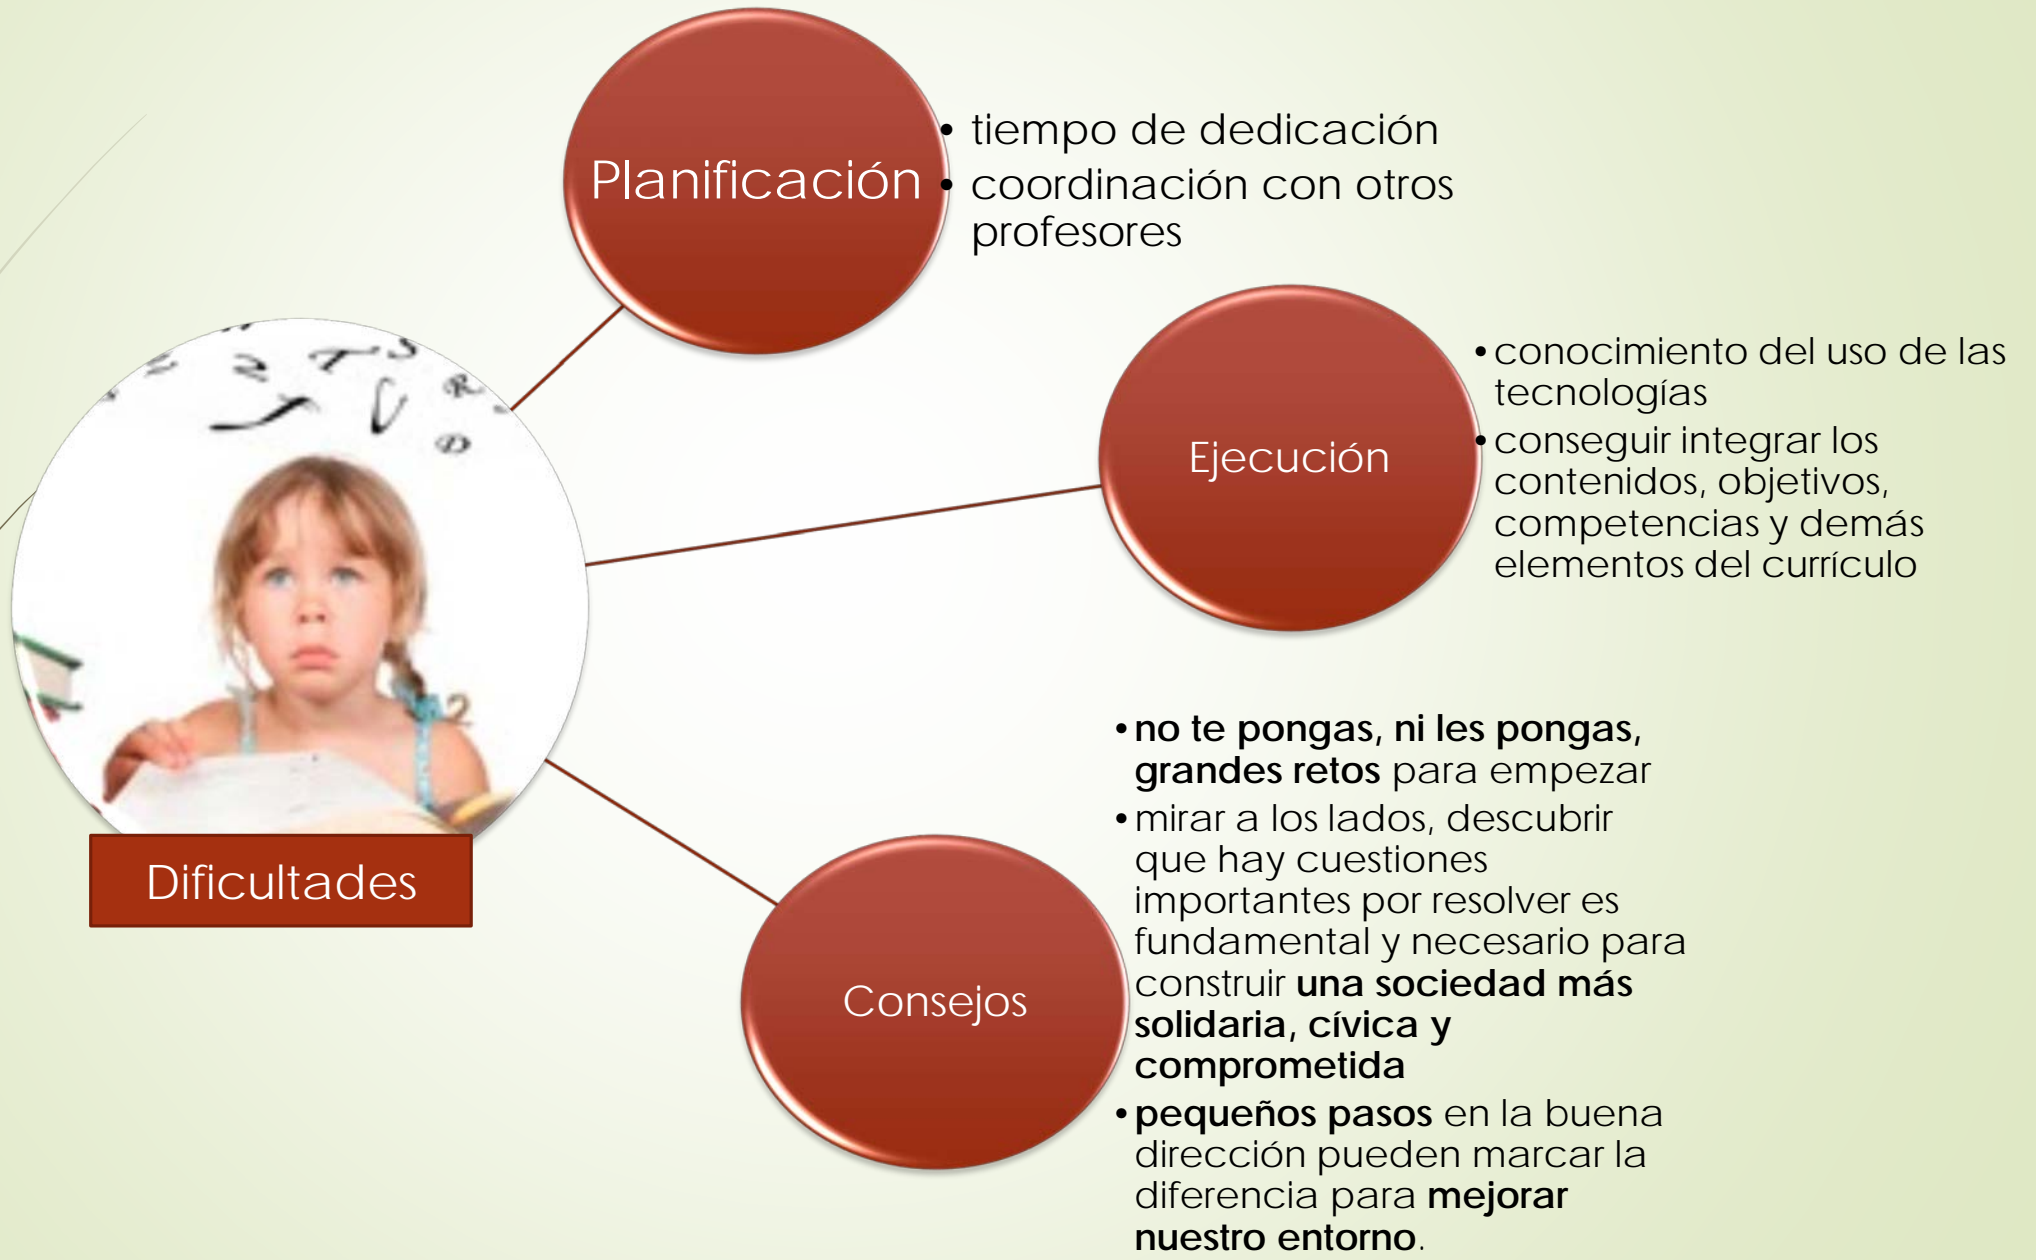 Planificación
• tiempo de dedicación
• coordinación con otros
profesores
Ejecución
• conocimiento del uso de las
tecnologías
• conseguir integrar los
contenidos, objetivos,
competencias y demás
elementos del currículo
Dificultades
Consejos
• no te pongas, ni les pongas,
grandes retos para empezar
• mirar a los lados, descubrir
que hay cuestiones
importantes por resolver es
fundamental y necesario para
construir una sociedad más
solidaria, cívica y
comprometida
• pequeños pasos en la buena
dirección pueden marcar la
diferencia para mejorar
nuestro entorno.